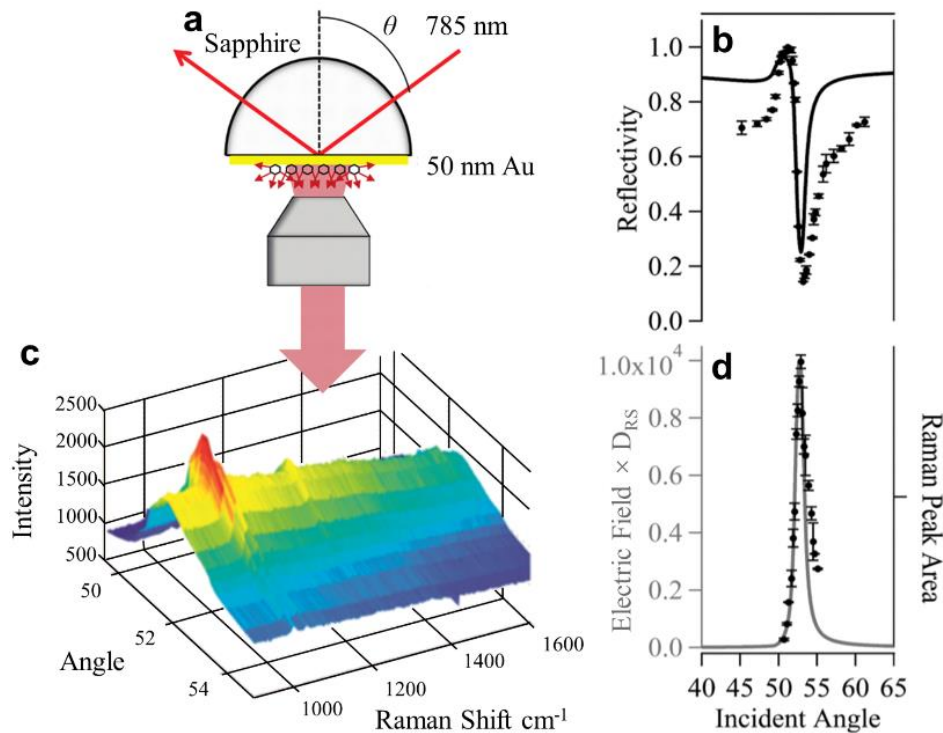 a
Sapphire
θ
785 nm
50 nm Au
b
1.0
0.8
0.6
0.4
0.2
0.0
Reflectivity
c
2500
2000
1500
1000
500
Intensity
50
52
54
Angle
1000
1200
1400
1600
Raman Shift cm⁻¹
d
1.0x10⁴
0.8
0.6
0.4
0.2
0.0
Electric Field × D_RS
Raman Peak Area
40 45 50 55 60 65
Incident Angle